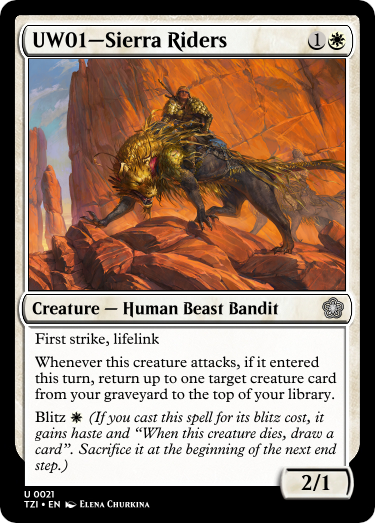 UW01—Sierra Riders 1
Creature — Human Beast Bandit
First strike, lifelink
Whenever this creature attacks, if it entered
this turn, return up to one target creature card
from your graveyard to the top of your library.
Blitz (If you cast this spell for its blitz cost, it
gains haste and “When this creature dies, draw a
card”. Sacrifice it at the beginning of the next end
step.)
2/1
U 0021
TZI • EN Elena Churkina